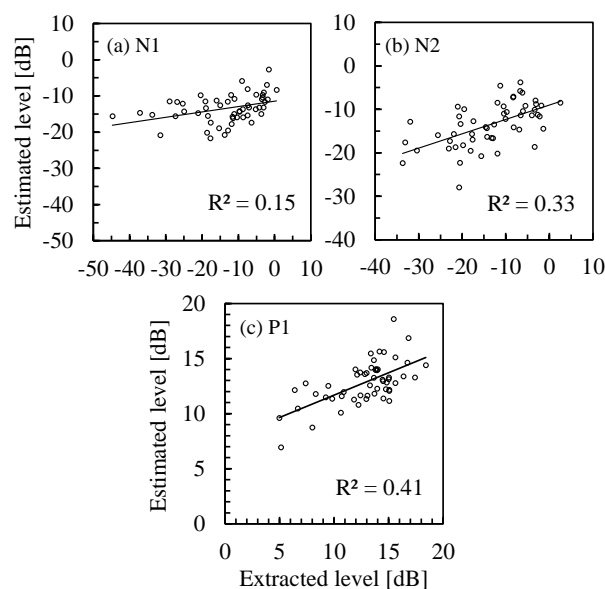 10
0
-10
-20
-30
-40
-50
(a) N1
R² = 0.15
-50 -40 -30 -20 -10 0 10
Estimated level [dB]
10
0
-10
-20
-30
-40
(b) N2
R² = 0.33
-40 -30 -20 -10 0 10
20
15
10
5
0
(c) P1
R² = 0.41
0 5 10 15 20
Estimated level [dB]
Extracted level [dB]